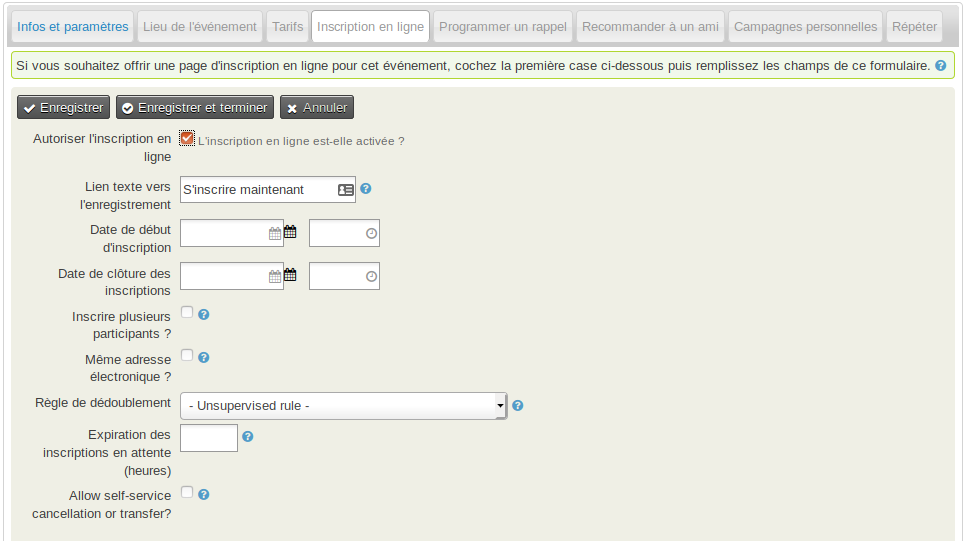 Infos et paramètres Lieu de l'événement Tarifs Inscription en ligne Programmer un rappel Recommander à un ami Campagnes personnelles Répéter
Si vous souhaitez offrir une page d'inscription en ligne pour cet événement, cochez la première case ci-dessous puis remplissez les champs de ce formulaire. ?
Enregistrer Enregistrer et terminer Annuler
Autoriser l'inscription en
ligne
L'inscription en ligne est-elle activée ?
Lien texte vers
l'enregistrement
S'inscrire maintenant ?
Date de début
d'inscription
Date de clôture des
inscriptions
Inscrire plusieurs
participants ?
?
Même adresse
électronique ?
?
Règle de dédoublement - Unsupervised rule - ?
Expiration des
inscriptions en attente
(heures)
?
Allow self-service
cancellation or transfer?
?